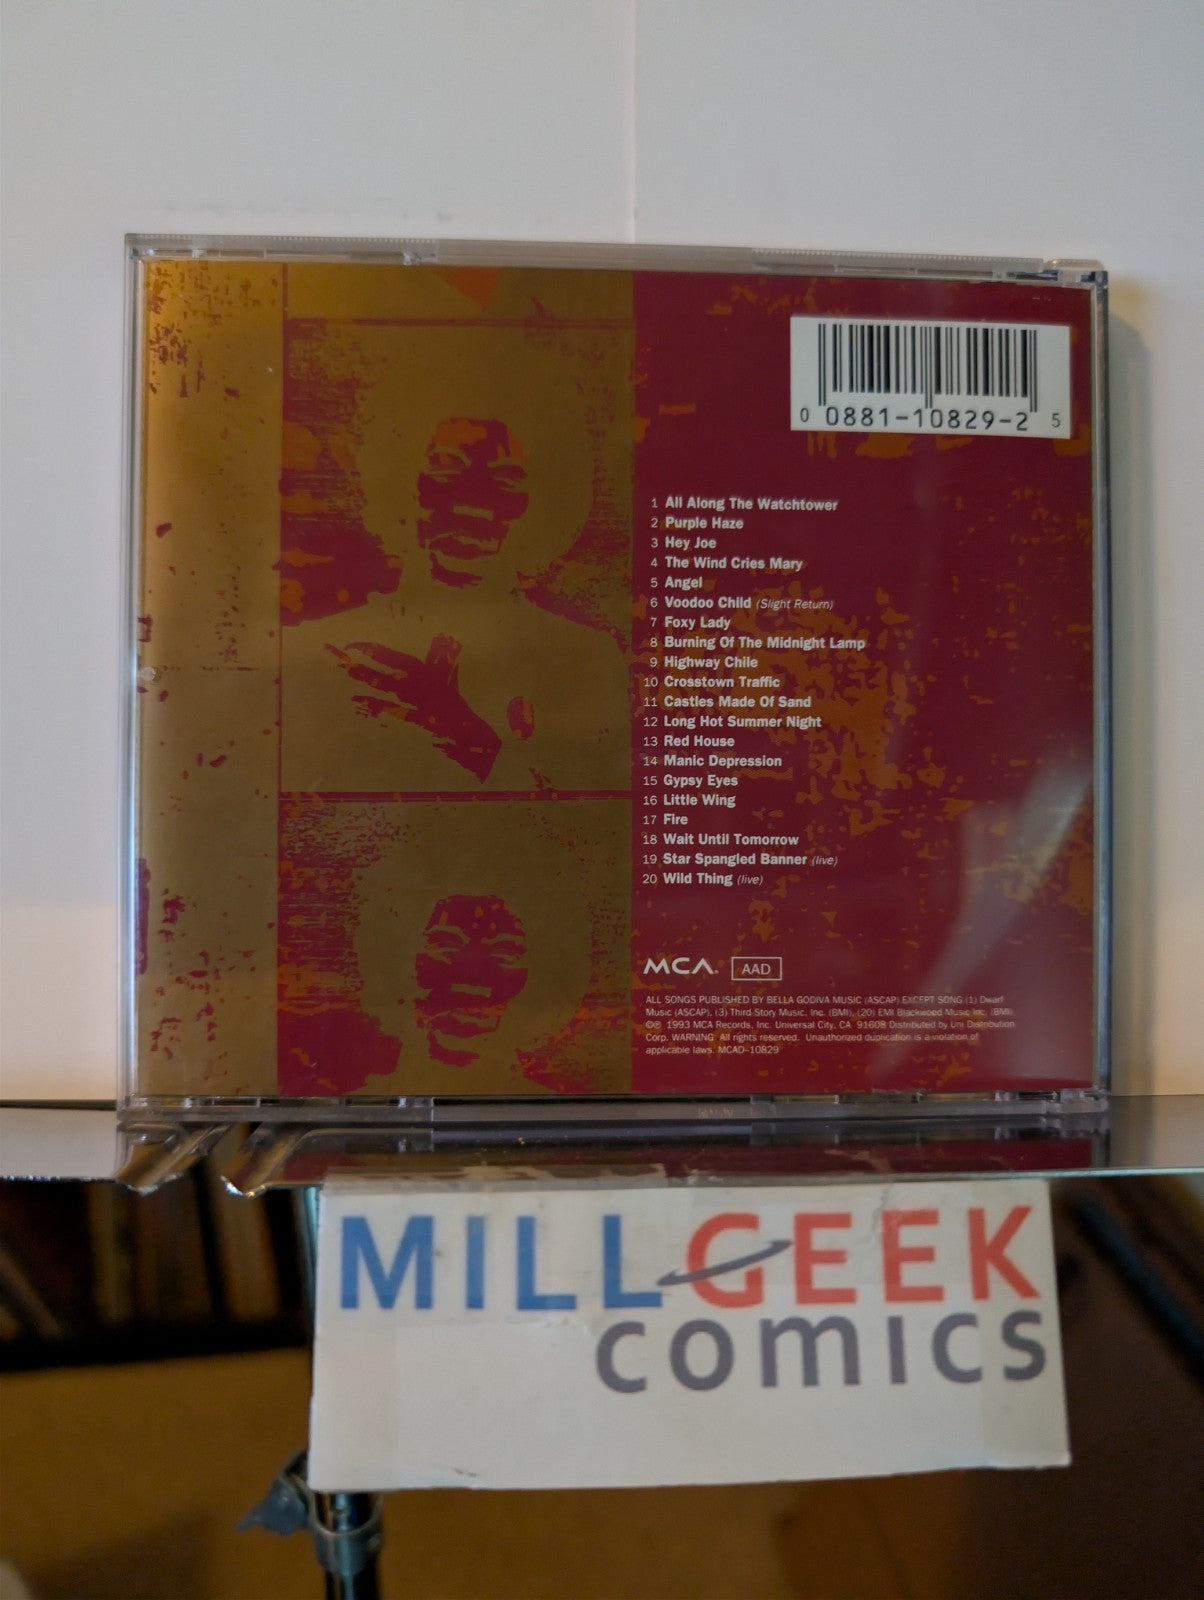 0 0881-10829-2 5
1 All Along The Watchtower
2 Purple Haze
3 Hey Joe
4 The Wind Cries Mary
5 Angel
6 Voodoo Child (Slight Return)
7 Foxy Lady
8 Burning Of The Midnight Lamp
9 Highway Chile
10 Crosstown Traffic
11 Castles Made Of Sand
12 Long Hot Summer Night
13 Red House
14 Manic Depression
15 Gypsy Eyes
16 Little Wing
17 Fire
18 Wait Until Tomorrow
19 Star Spangled Banner (live)
20 Wild Thing (live)
MCA AAD
ALL SONGS PUBLISHED BY BELLA GODIVA MUSIC (ASCAP) EXCEPT SONG (1) Dwarf
Music (ASCAP), (3) Third Story Music, Inc. (BMI), (20) EMI Blackwood Music Inc. (BMI)
©℗ 1993 MCA Records, Inc. Universal City, CA 91608 Distributed by Uni Distribution
Corp. WARNING: All rights reserved. Unauthorized duplication is a violation of
applicable laws. MCAD-10829
MILLGEEK
comics